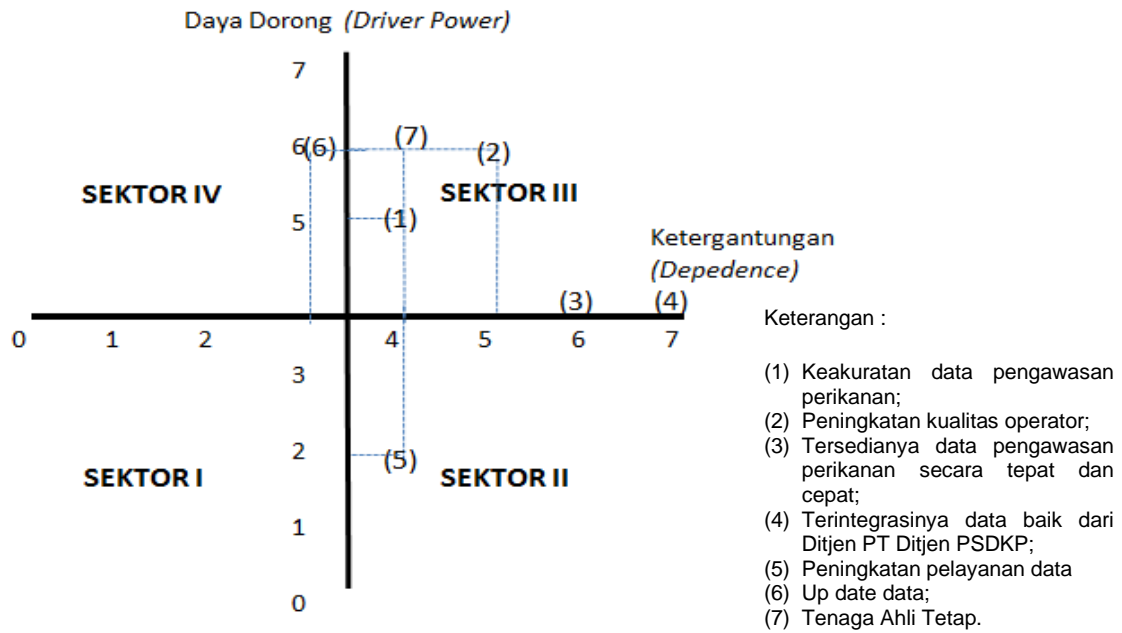 Daya Dorong (Driver Power)
7
6(6)
(7)
(2)
SEKTOR IV
SEKTOR III
5
(1)
Ketergantungan
(Depedence)
(3)
(4)
0
1
2
4
5
6
7
3
2
(5)
SEKTOR I
SEKTOR II
1
0
Keterangan :
(1) Keakuratan data pengawasan
perikanan;
(2) Peningkatan kualitas operator;
(3) Tersedianya data pengawasan
perikanan secara tepat dan
cepat;
(4) Terintegrasinya data baik dari
Ditjen PT Ditjen PSDKP;
(5) Peningkatan pelayanan data
(6) Up date data;
(7) Tenaga Ahli Tetap.